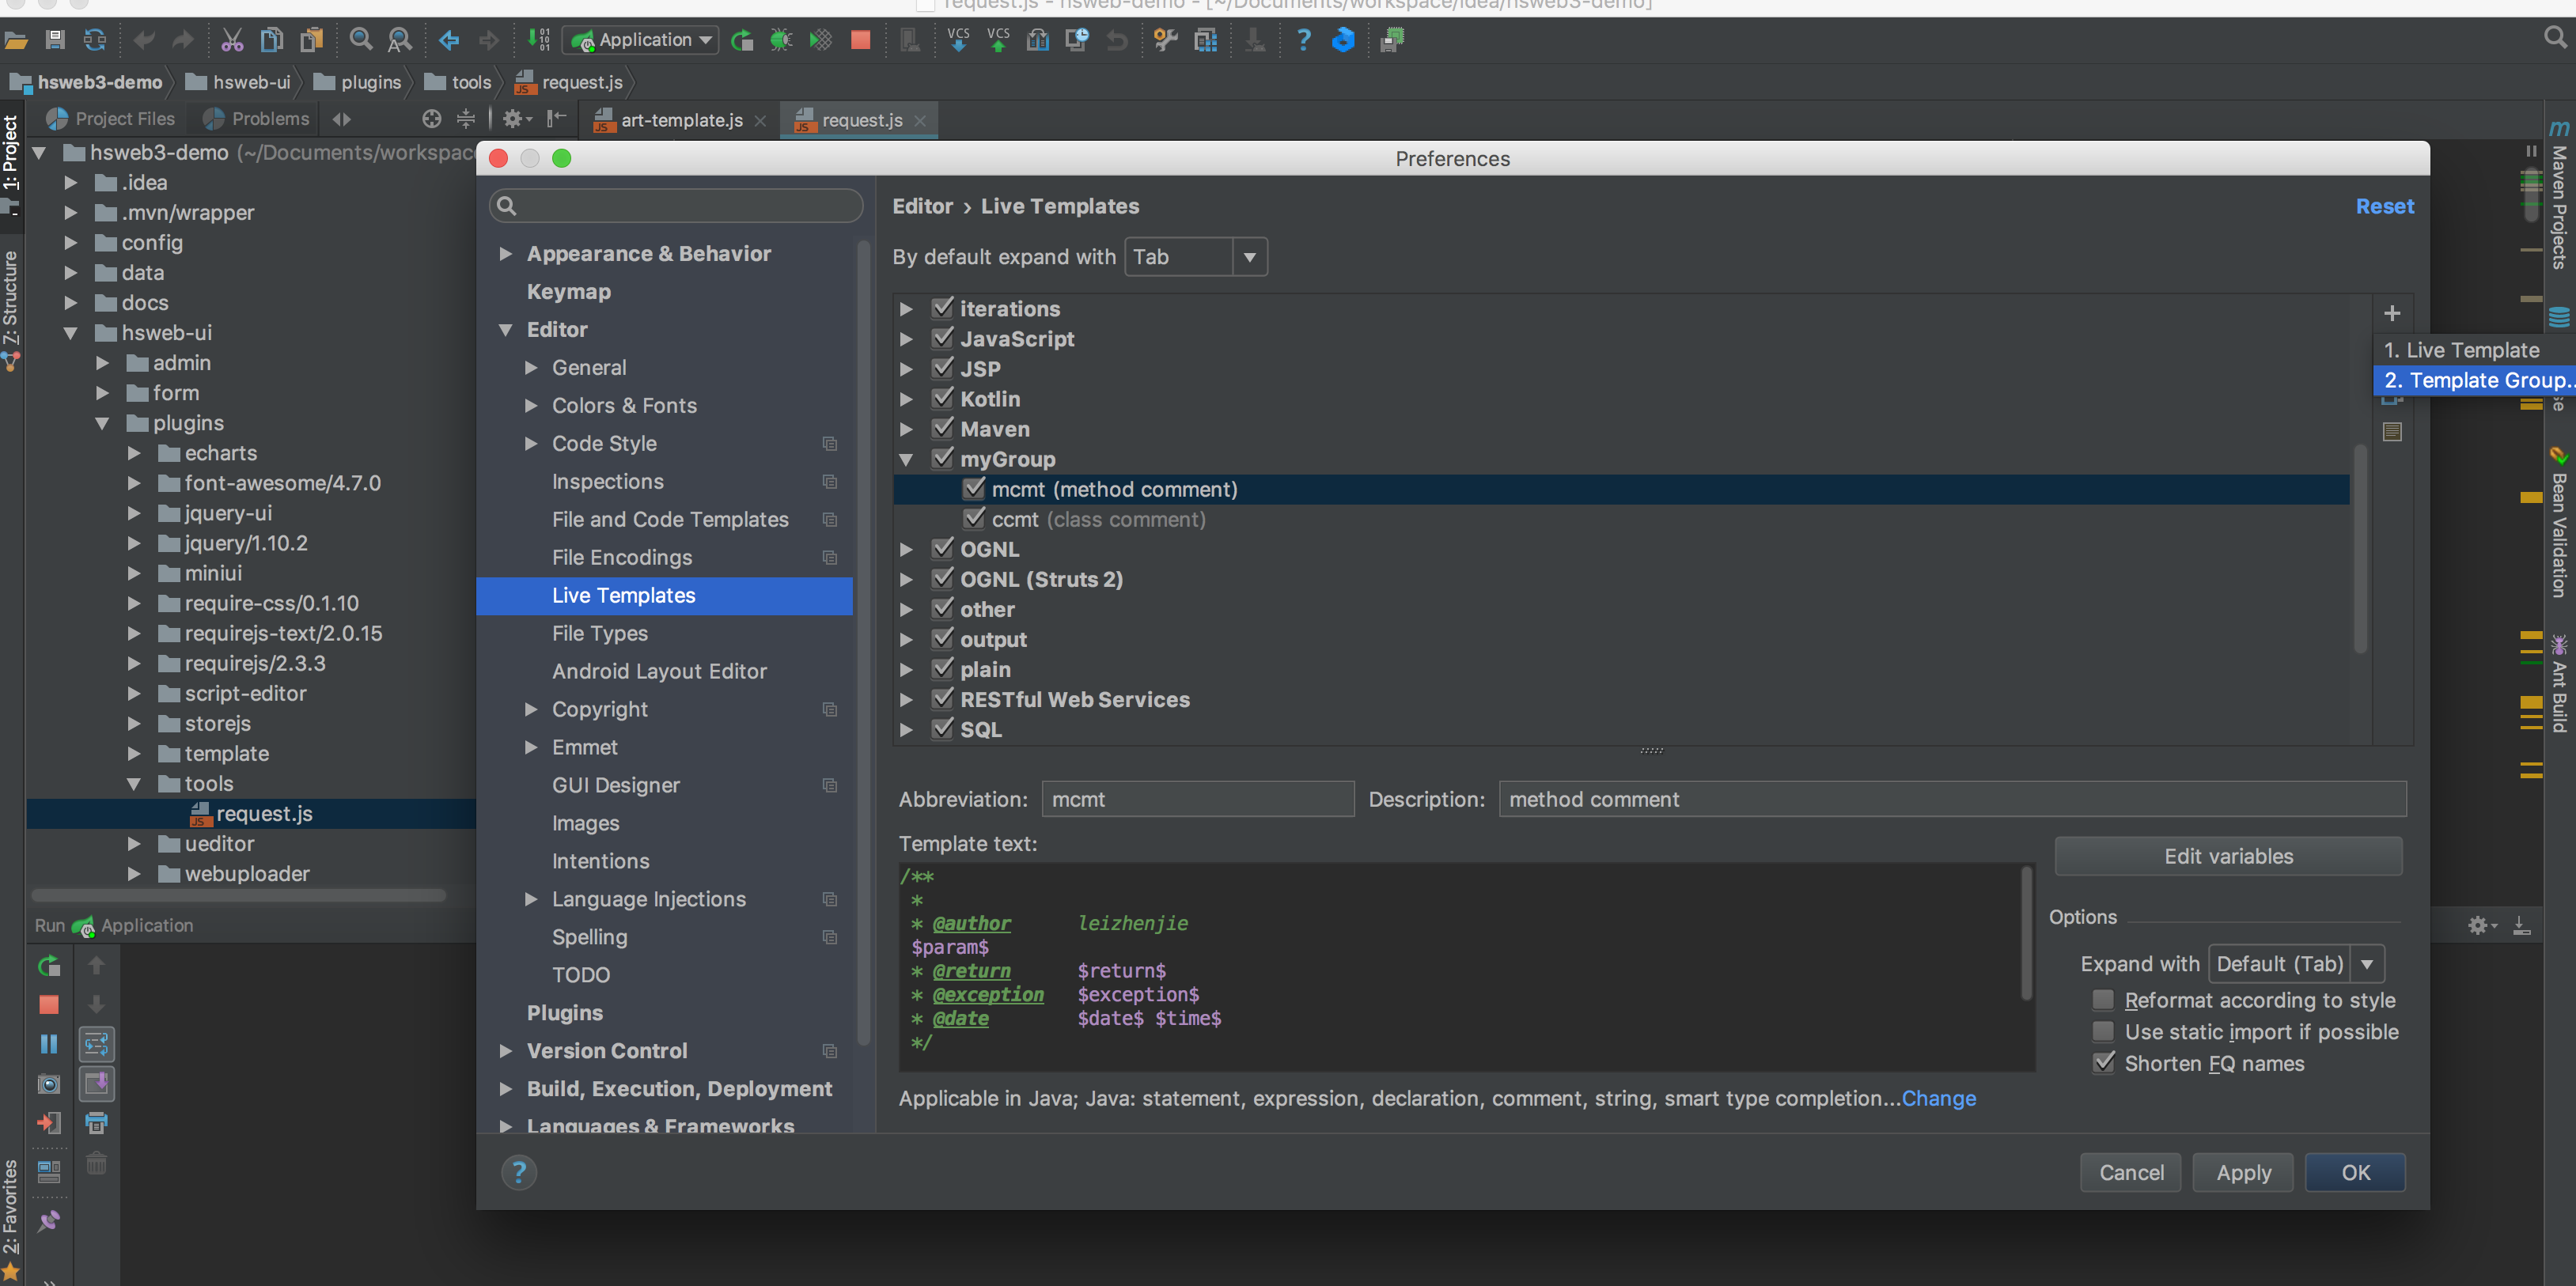 request.js - hsweb-demo - [~/Documents/workspace/idea/hsweb3-demo]
VCS
VCS
Application
hsweb3-demo
hsweb-ui
plugins
tools
request.js
Project Files
Problems
art-template.js
request.js
1: Project
Z: Structure
2: Favorites
hsweb3-demo (~/Documents/workspac
.idea
.mvn/wrapper
config
data
docs
hsweb-ui
admin
form
plugins
echarts
font-awesome/4.7.0
jquery-ui
jquery/1.10.2
miniui
require-css/0.1.10
requirejs-text/2.0.15
requirejs/2.3.3
script-editor
storejs
template
tools
request.js
ueditor
webuploader
Run Application
Preferences
Appearance & Behavior
Keymap
Editor
General
Colors & Fonts
Code Style
Inspections
File and Code Templates
File Encodings
Live Templates
File Types
Android Layout Editor
Copyright
Emmet
GUI Designer
Images
Intentions
Language Injections
Spelling
TODO
Plugins
Version Control
Build, Execution, Deployment
Languages & Frameworks
Editor › Live Templates
Reset
By default expand with Tab
iterations
JavaScript
JSP
Kotlin
Maven
myGroup
mcmt (method comment)
ccmt (class comment)
OGNL
OGNL (Struts 2)
other
output
plain
RESTful Web Services
SQL
1. Live Template
2. Template Group...
Abbreviation: mcmt Description: method comment
Template text:
/**
*
* @author leizhenjie
$param$
* @return $return$
* @exception $exception$
* @date $date$ $time$
*/
Edit variables
Options
Expand with Default (Tab)
Reformat according to style
Use static import if possible
Shorten FQ names
Applicable in Java; Java: statement, expression, declaration, comment, string, smart type completion...Change
?
Cancel
Apply
OK
Maven Projects
se
Bean Validation
Ant Build